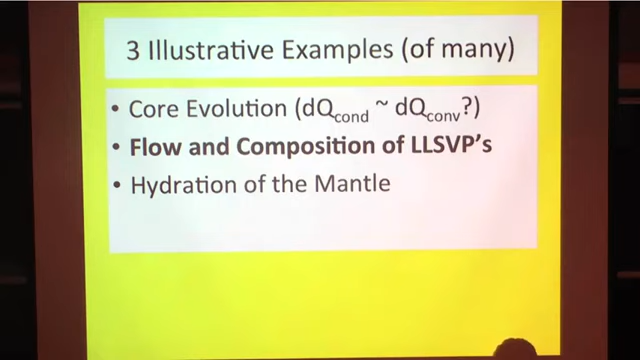 3 Illustrative Examples (of many)
• Core Evolution (dQcond ~ dQconv?)
• Flow and Composition of LLSVP's
• Hydration of the Mantle